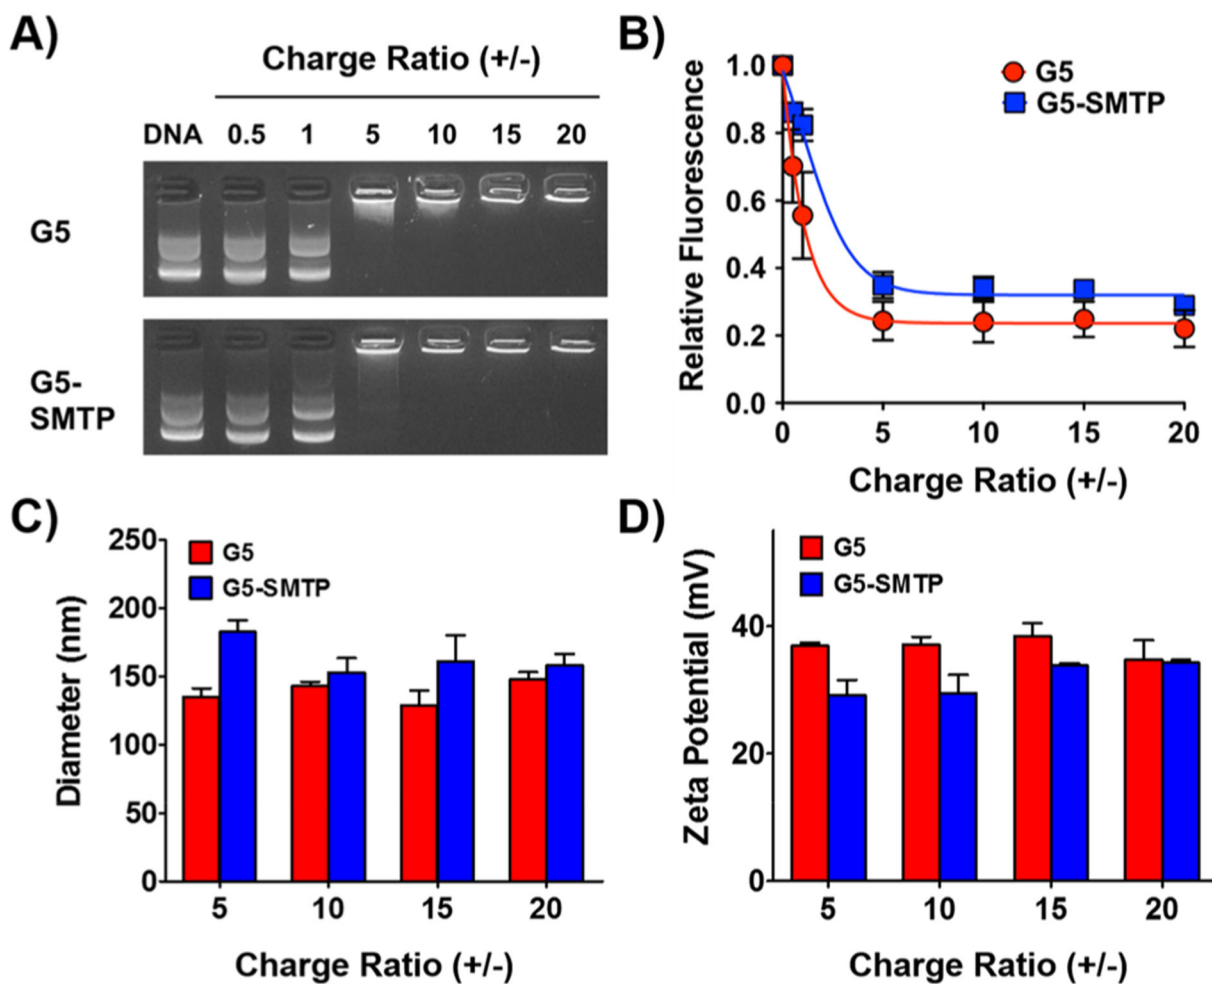 A)
Charge Ratio (+/-)
DNA 0.5 1 5 10 15 20
G5
G5-
SMTP
B)
Relative Fluorescence
1.0
0.8
0.6
0.4
0.2
0.0
G5
G5-SMTP
0 5 10 15 20
Charge Ratio (+/-)
C)
Diameter (nm)
250
200
150
100
50
0
G5
G5-SMTP
5 10 15 20
Charge Ratio (+/-)
D)
Zeta Potential (mV)
40
20
0
G5
G5-SMTP
5 10 15 20
Charge Ratio (+/-)